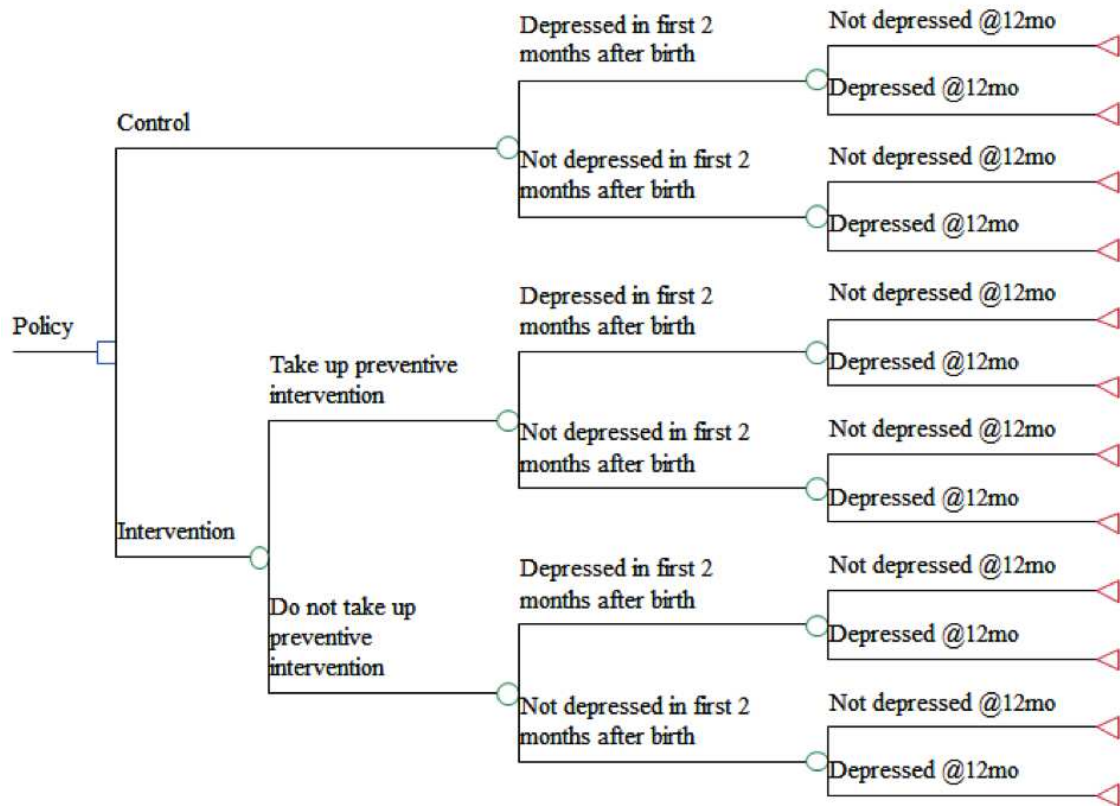 Not depressed @12mo
Depressed in first 2
months after birth
Depressed @12mo
Control
Not depressed in first 2
months after birth
Not depressed @12mo
Depressed @12mo
Policy
Depressed in first 2
months after birth
Not depressed @12mo
Depressed @12mo
Take up preventive
intervention
Not depressed in first 2
months after birth
Not depressed @12mo
Depressed @12mo
Intervention
Depressed in first 2
months after birth
Not depressed @12mo
Depressed @12mo
Do not take up
preventive
intervention
Not depressed in first 2
months after birth
Not depressed @12mo
Depressed @12mo